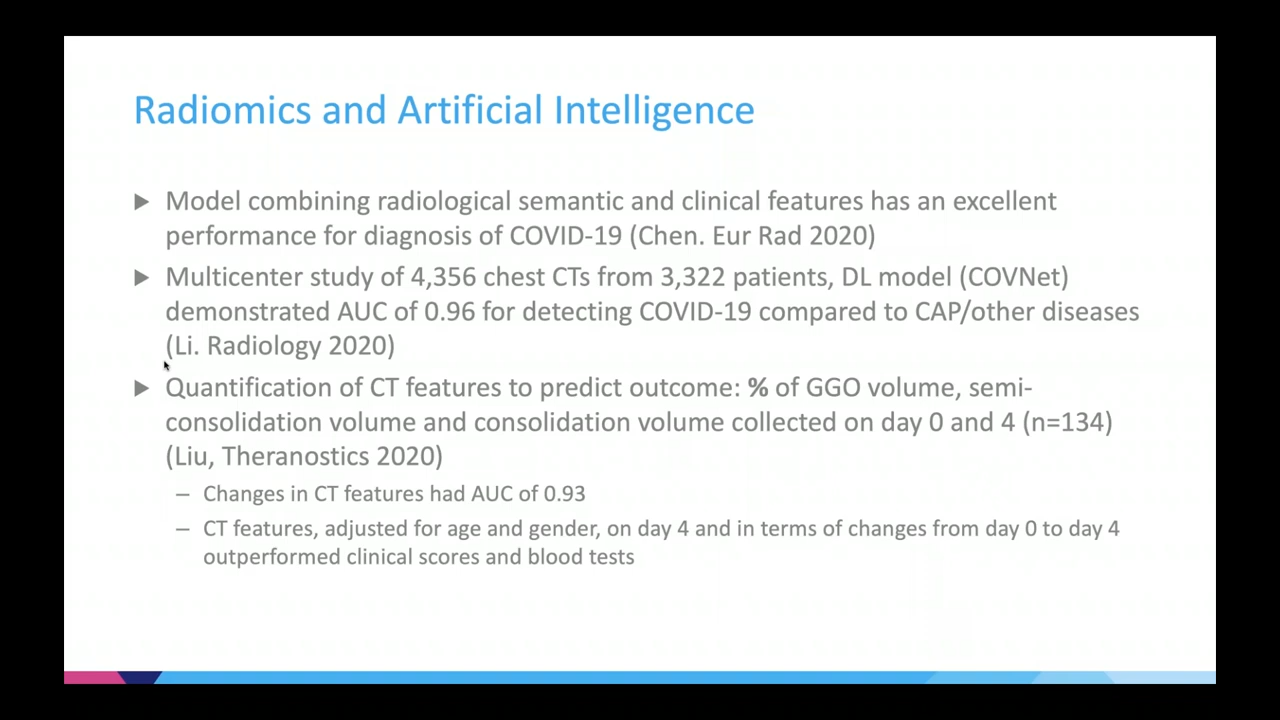 Radiomics and Artificial Intelligence
Model combining radiological semantic and clinical features has an excellent
performance for diagnosis of COVID-19 (Chen. Eur Rad 2020)
Multicenter study of 4,356 chest CTs from 3,322 patients, DL model (COVNet)
demonstrated AUC of 0.96 for detecting COVID-19 compared to CAP/other diseases
(Li. Radiology 2020)
Quantification of CT features to predict outcome: % of GGO volume, semi-
consolidation volume and consolidation volume collected on day 0 and 4 (n=134)
(Liu, Theranostics 2020)
– Changes in CT features had AUC of 0.93
– CT features, adjusted for age and gender, on day 4 and in terms of changes from day 0 to day 4
outperformed clinical scores and blood tests